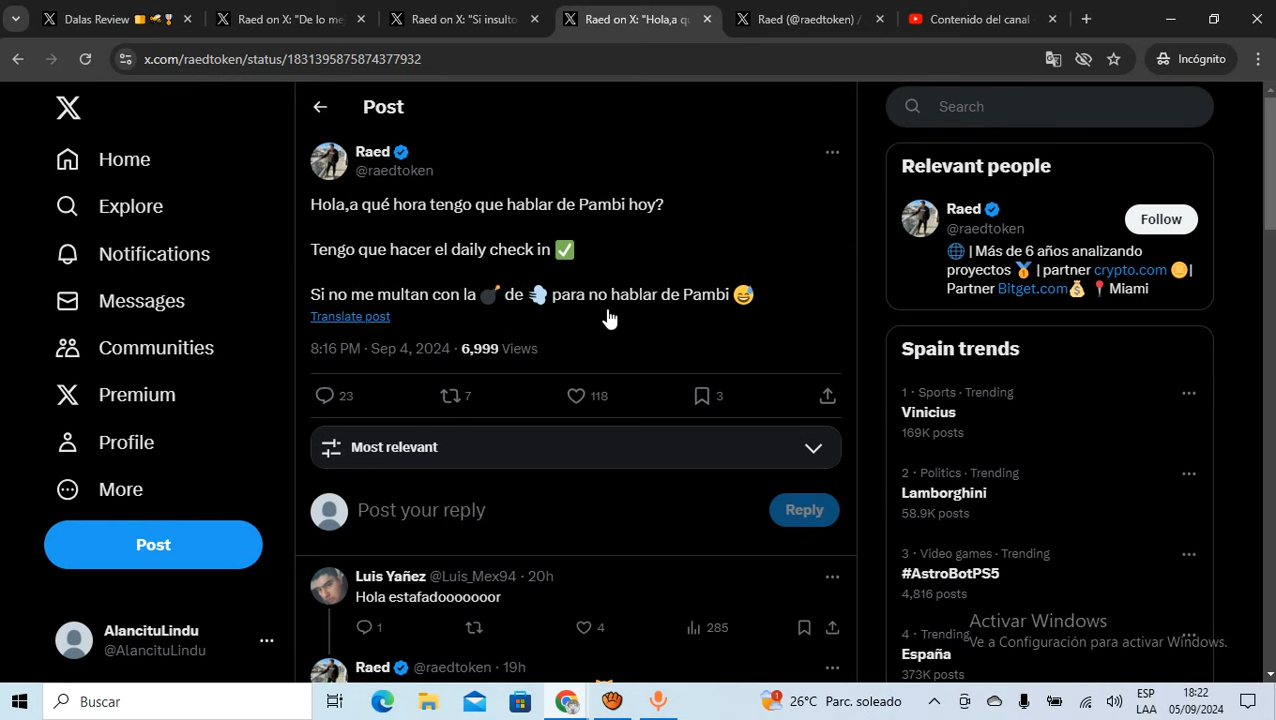 Dalas Review
Raed on X: "De lo me
Raed on X: "Si insulto
Raed on X: "Hola,a qu
Raed (@raedtoken) /
Contenido del canal -
x.com/raedtoken/status/1831395875874377932
Incógnito
Home
Explore
Notifications
Messages
Communities
Premium
Profile
More
Post
AlancituLindu
@AlancituLindu
Post
Raed
@raedtoken
Hola,a qué hora tengo que hablar de Pambi hoy?
Tengo que hacer el daily check in ✅
Si no me multan con la 💣 de 💨 para no hablar de Pambi 😅
Translate post
8:16 PM · Sep 4, 2024 · 6,999 Views
23 7 118 3
Most relevant
Post your reply
Reply
Luis Yañez @Luis_Mex94 · 20h
Hola estafadooooooor
1 4 285
Raed @raedtoken · 19h
Search
Relevant people
Raed
@raedtoken
Follow
🌐 | Más de 6 años analizando
proyectos 🏅 | partner crypto.com 🪙|
Partner Bitget.com💰 📍Miami
Spain trends
1 · Sports · Trending
Vinicius
169K posts
2 · Politics · Trending
Lamborghini
58.9K posts
3 · Video games · Trending
#AstroBotPS5
4,816 posts
4 · Trending
España
373K posts
Activar Windows
Ve a Configuración para activar Windows.
Buscar
26°C Parc. soleado
ESP
LAA
18:22
05/09/2024